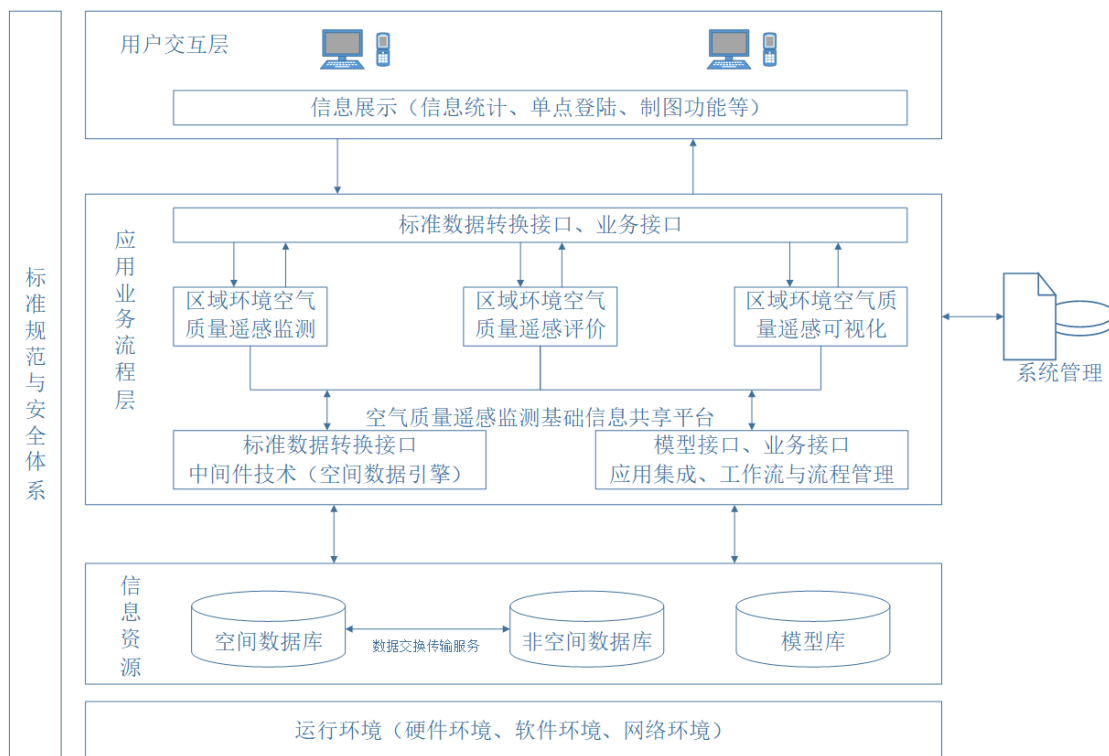 标准规范与安全体系
用户交互层
信息展示（信息统计、单点登陆、制图功能等）
应用业务流程层
标准数据转换接口、业务接口
区域环境空气
质量遥感监测
区域环境空气
质量遥感评价
区域环境空气质
量遥感可视化
空气质量遥感监测基础信息共享平台
标准数据转换接口
中间件技术（空间数据引擎）
模型接口、业务接口
应用集成、工作流与流程管理
系统管理
信息资源
空间数据库
数据交换传输服务
非空间数据库
模型库
运行环境（硬件环境、软件环境、网络环境）